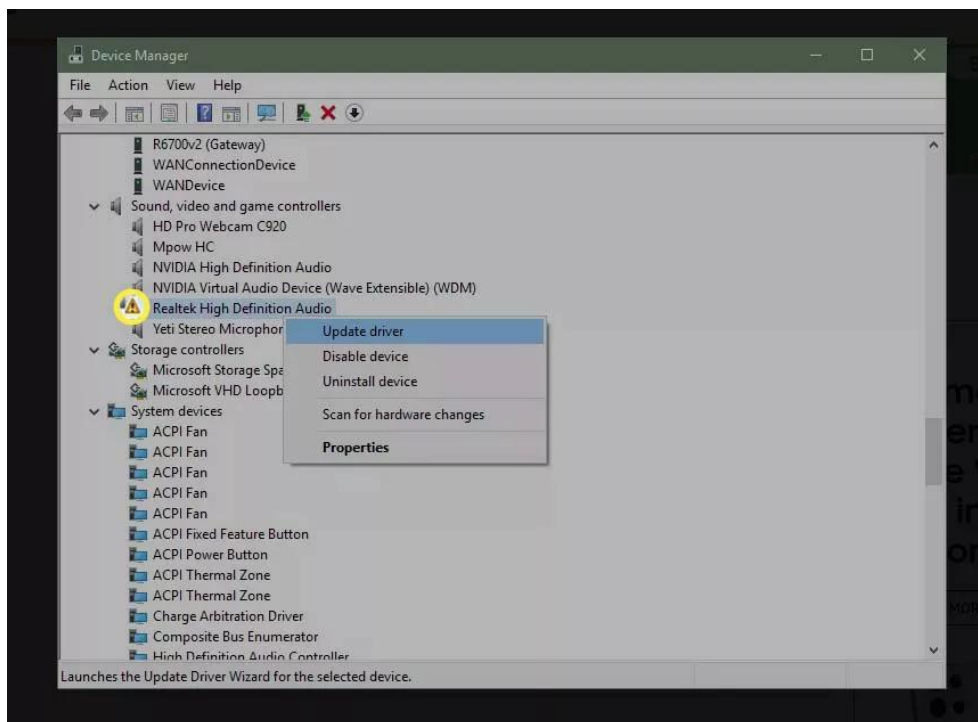 Device Manager
File Action View Help
R6700v2 (Gateway)
WANConnectionDevice
WANDevice
Sound, video and game controllers
HD Pro Webcam C920
Mpow HC
NVIDIA High Definition Audio
NVIDIA Virtual Audio Device (Wave Extensible) (WDM)
Realtek High Definition Audio
Yeti Stereo Microphon
Update driver
Disable device
Uninstall device
Scan for hardware changes
Properties
Storage controllers
Microsoft Storage Spa
Microsoft VHD Loopb
System devices
ACPI Fan
ACPI Fan
ACPI Fan
ACPI Fan
ACPI Fan
ACPI Fixed Feature Button
ACPI Power Button
ACPI Thermal Zone
ACPI Thermal Zone
Charge Arbitration Driver
Composite Bus Enumerator
High Definition Audio Controller
Launches the Update Driver Wizard for the selected device.